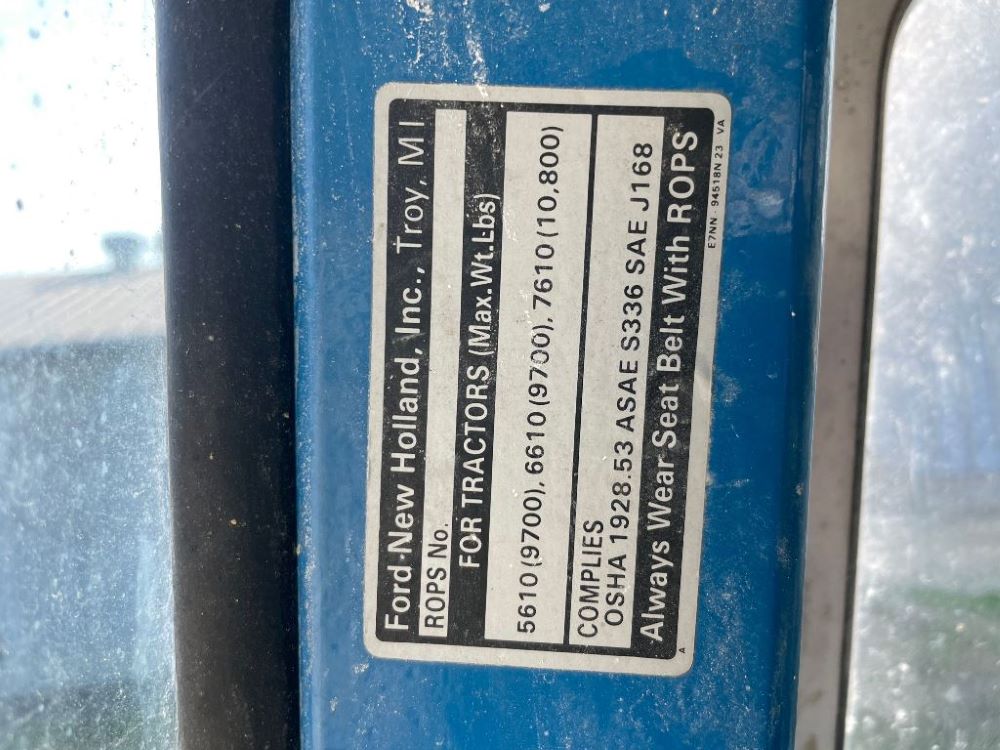 Ford-New Holland, Inc., Troy, MI
ROPS No.
FOR TRACTORS (Max.Wt.Lbs)
5610 (9700), 6610 (9700), 7610 (10,800)
COMPLIES
OSHA 1928.53 ASAE S336 SAE J168
Always Wear Seat Belt With ROPS
A E7NN-94518N 23 VA